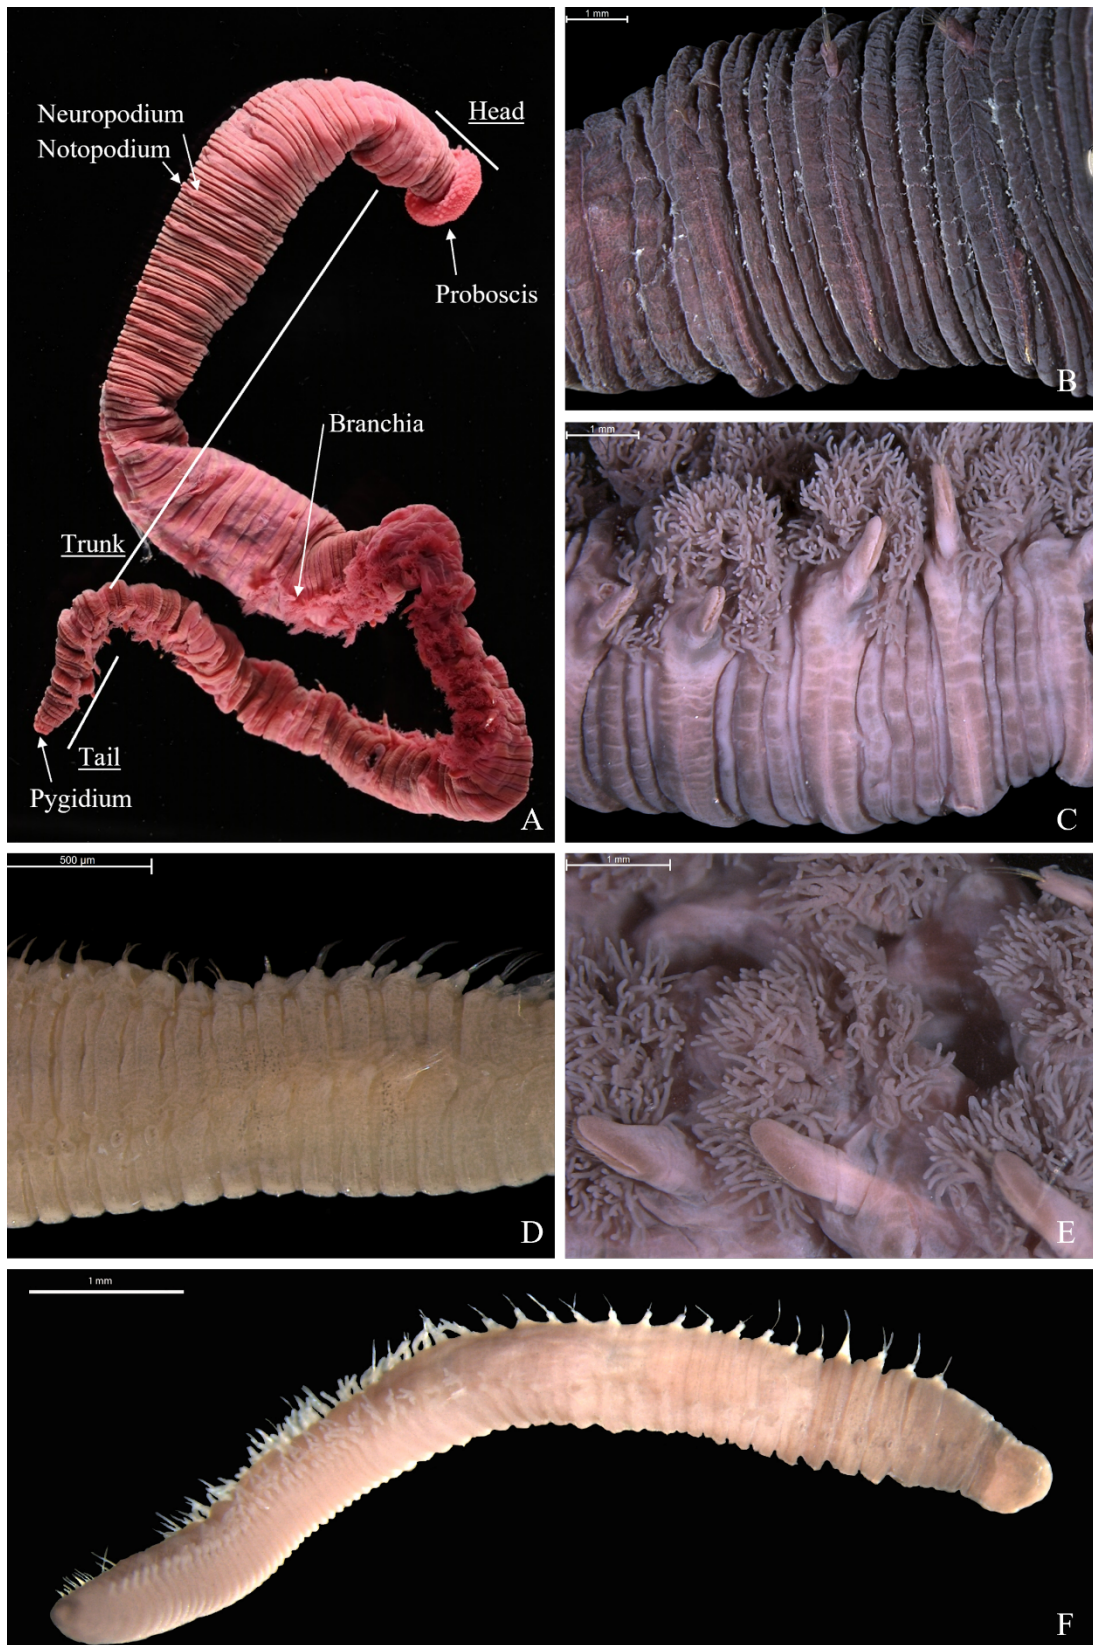 Head
Neuropodium
Notopodium
Proboscis
Branchia
Trunk
Tail
Pygidium
A
1 mm
B
1 mm
C
500 µm
D
1 mm
E
1 mm
F